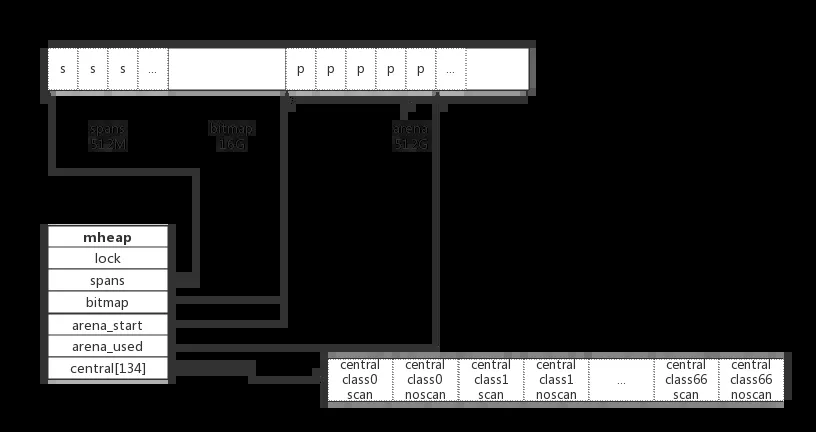 s s s ... p p p p p ...
spans bitmap arena
512M 16G 512G
mheap
lock
spans
bitmap
arena_start
arena_used
central[134]
central central central central central central
class0 class0 class1 class1 ... class66 class66
scan noscan scan noscan scan noscan